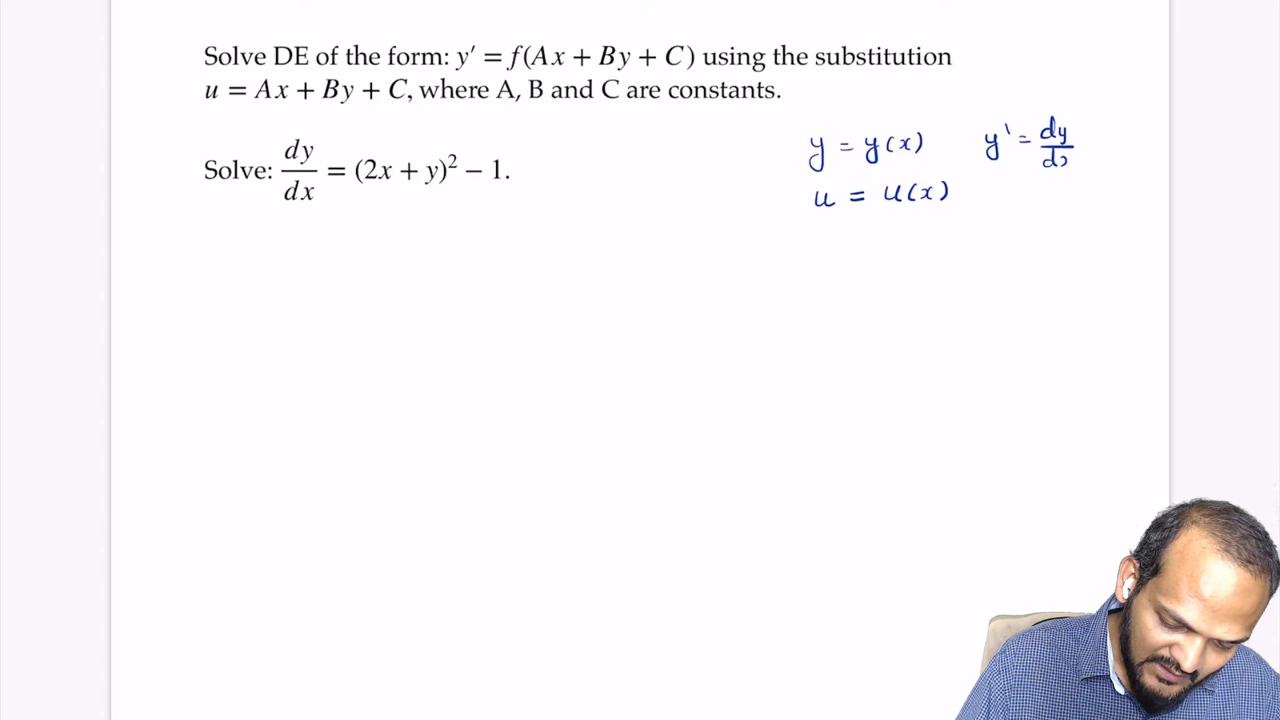 Solve DE of the form: y′ = f(Ax + By + C) using the substitution
u = Ax + By + C, where A, B and C are constants.
Solve: dy/dx = (2x + y)² − 1.
y = y(x)  y' = dy/dx
u = u(x)